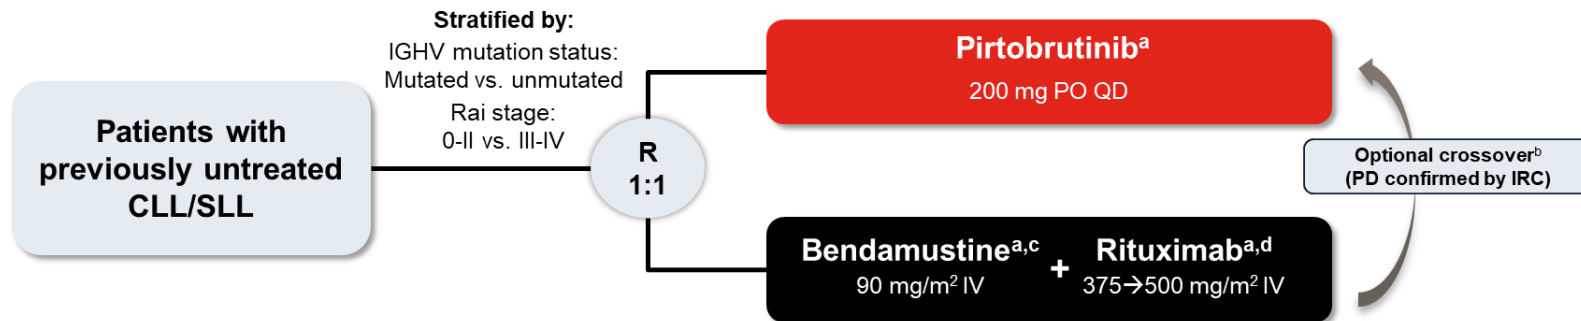 Stratified by:
IGHV mutation status:
Mutated vs. unmutated
Rai stage:
0-II vs. III-IV
Patients with
previously untreated
CLL/SLL
R
1:1
Pirtobrutinibᵃ
200 mg PO QD
Optional crossoverᵇ
(PD confirmed by IRC)
Bendamustineᵃ,ᶜ + Rituximabᵃ,ᵈ
90 mg/m² IV 375→500 mg/m² IV